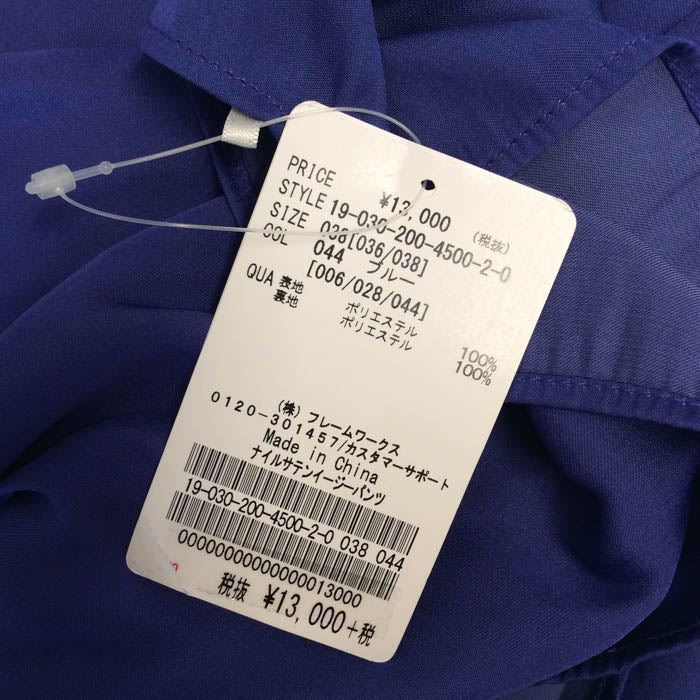 PRICE ¥13,000 (税抜)
STYLE 19-030-200-4500-2-0
SIZE 038[036/038]
COL 044 ブルー
[006/028/044]
QUA 表地 ポリエステル 100%
裏地 ポリエステル 100%
(株)フレームワークス
0120-301457/カスタマーサポート
Made in China
ナイルサテンイージーパンツ
19-030-200-4500-2-0 038 044
00000000000000013000
税抜 ¥13,000+税